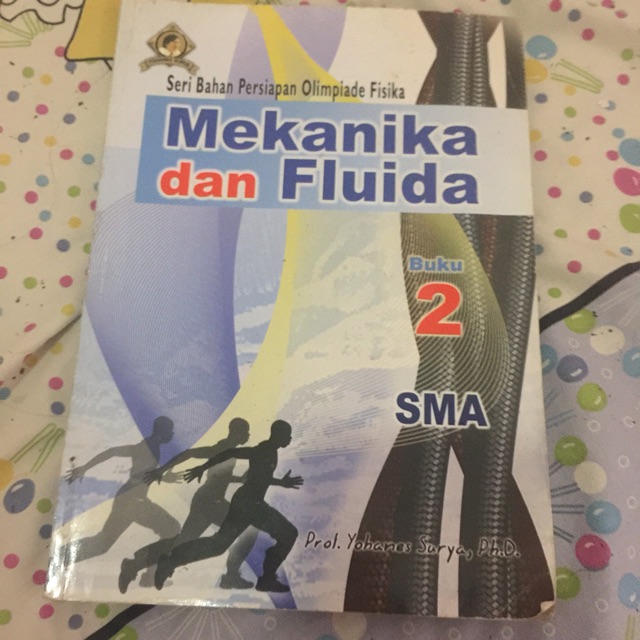 Seri Bahan Persiapan Olimpiade Fisika
Mekanika
dan Fluida
Buku
2
SMA
Prof. Yohanes Surya, Ph.D.